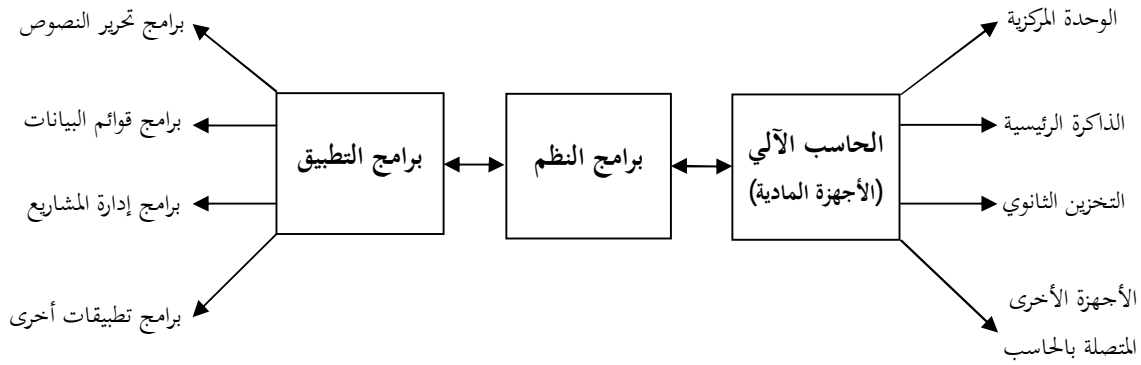 الوحدة المركزية
الذاكرة الرئيسية
التخزين الثانوي
الأجهزة الأخرى
المتصلة بالحاسب
الحاسب الآلي
(الأجهزة المادية)
برامج النظم
برامج التطبيق
برامج تحرير النصوص
برامج قوائم البيانات
برامج إدارة المشاريع
برامج تطبيقات أخرى